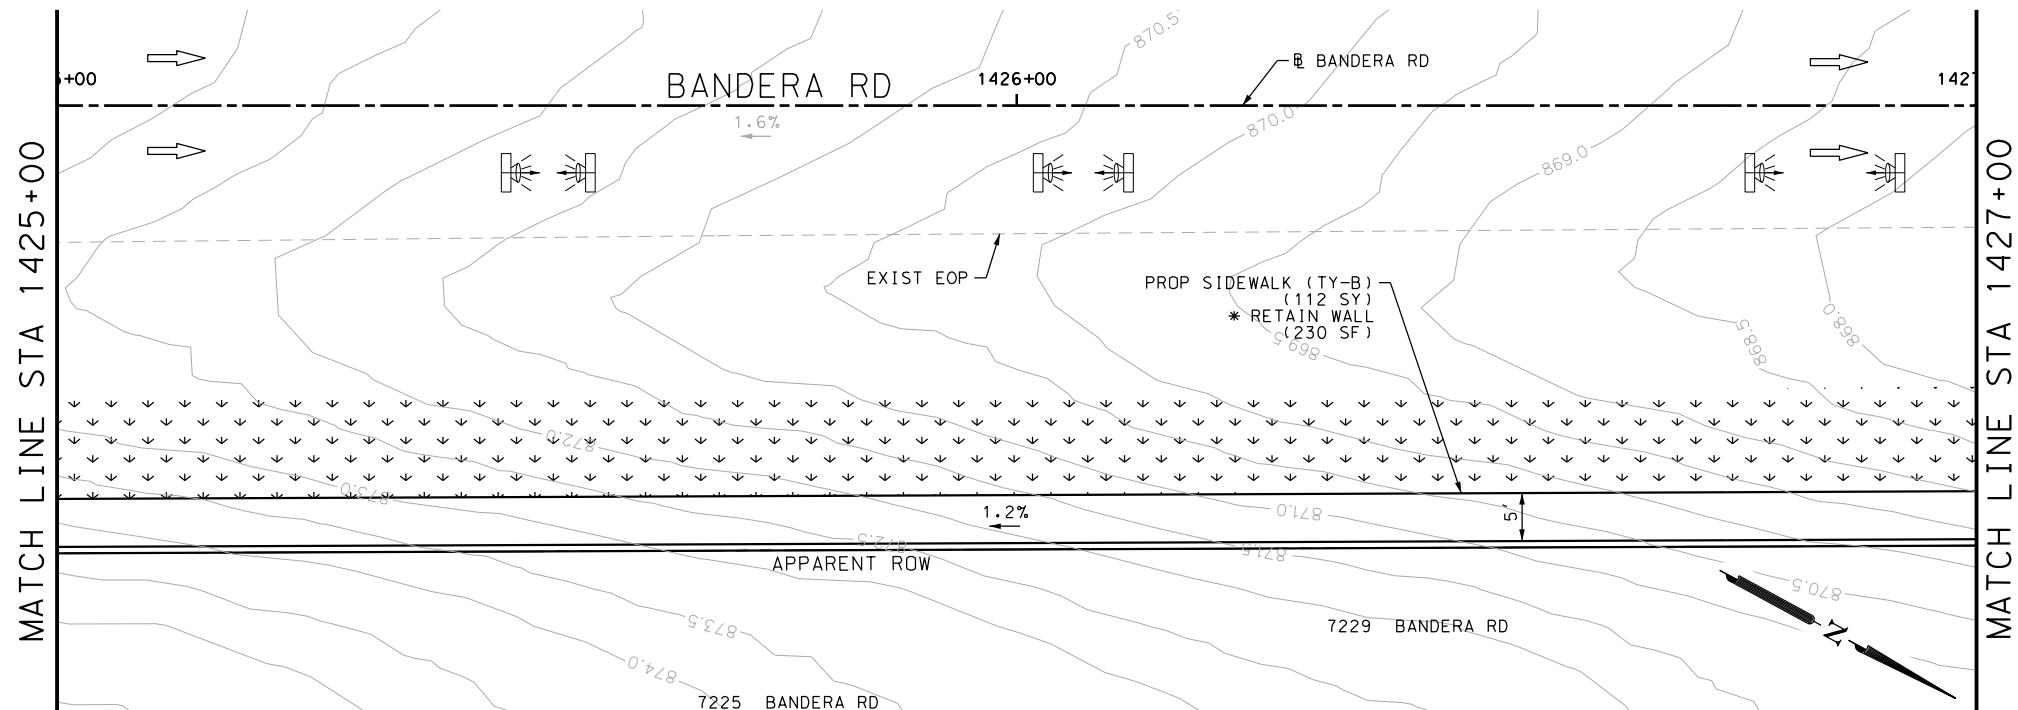 870.5
℄ BANDERA RD
5+00
BANDERA RD
1426+00
142
1.6%
870.0
869.0
MATCH LINE STA 1425+00
MATCH LINE STA 1427+00
EXIST EOP
PROP SIDEWALK (TY-B)
(112 SY)
* RETAIN WALL
(230 SF)
869.5
868.5
868.0
872.0
873.0
1.2%
871.0
5'
872.5
871.5
APPARENT ROW
870.5
873.5
7229 BANDERA RD
N
874.0
7225 BANDERA RD